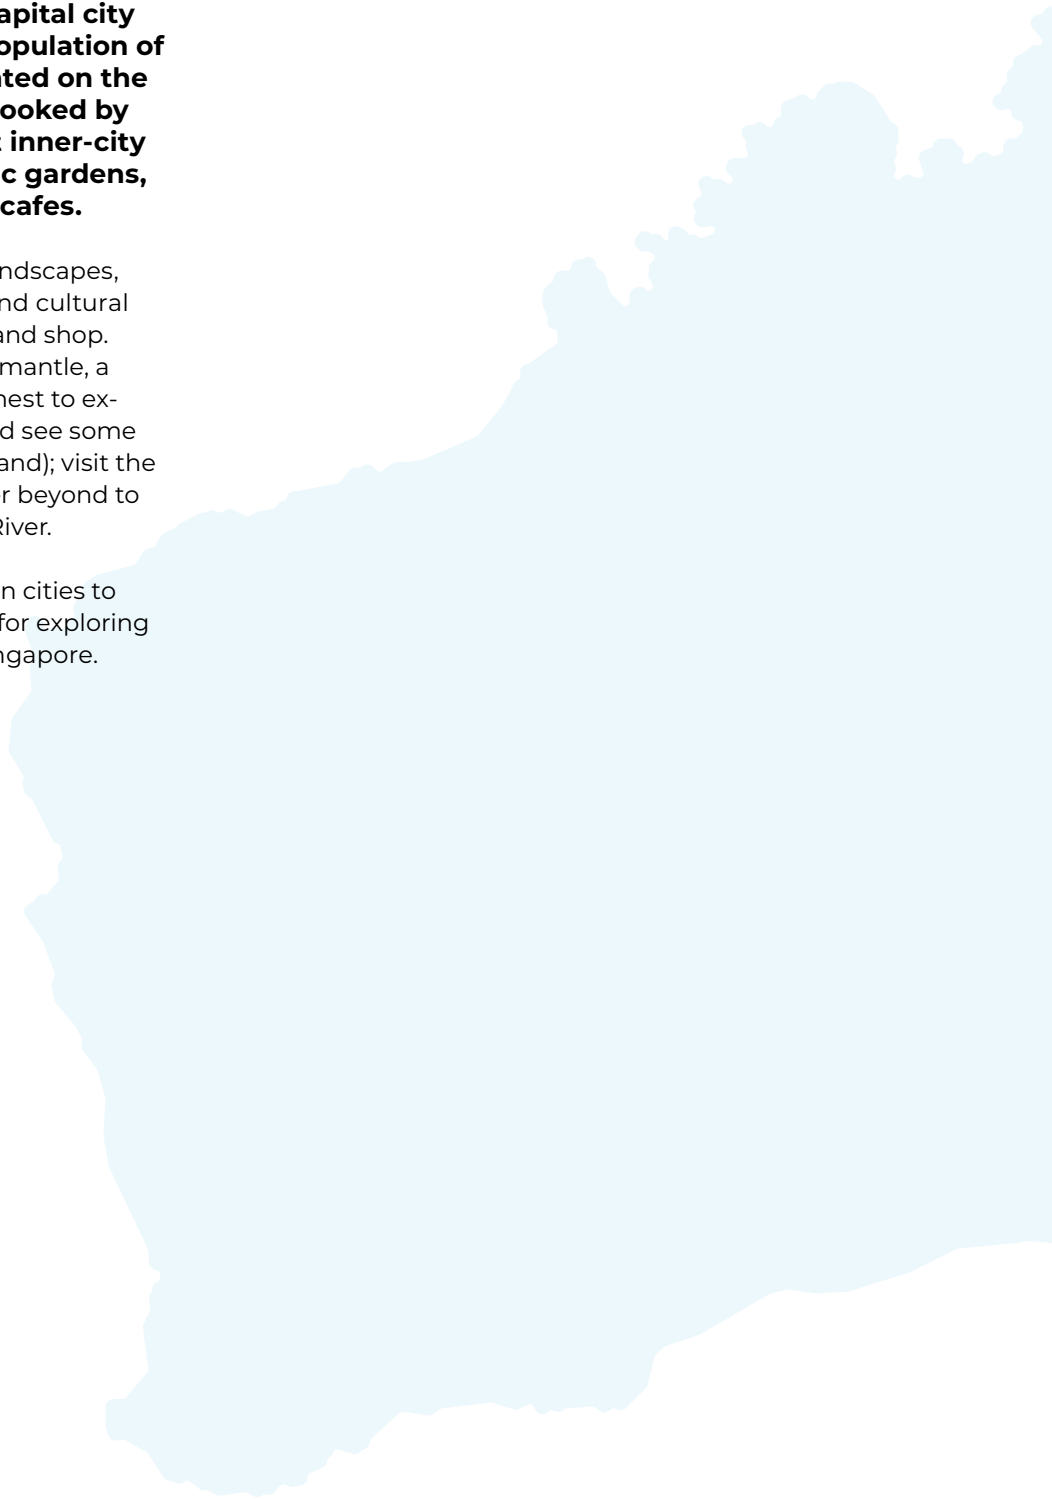 apital city
opulation of
ted on the
ooked by
inner-city
c gardens,
cafes.
ndscapes,
nd cultural
and shop.
mantle, a
nest to ex-
d see some
and); visit the
r beyond to
River.
n cities to
for exploring
ngapore.